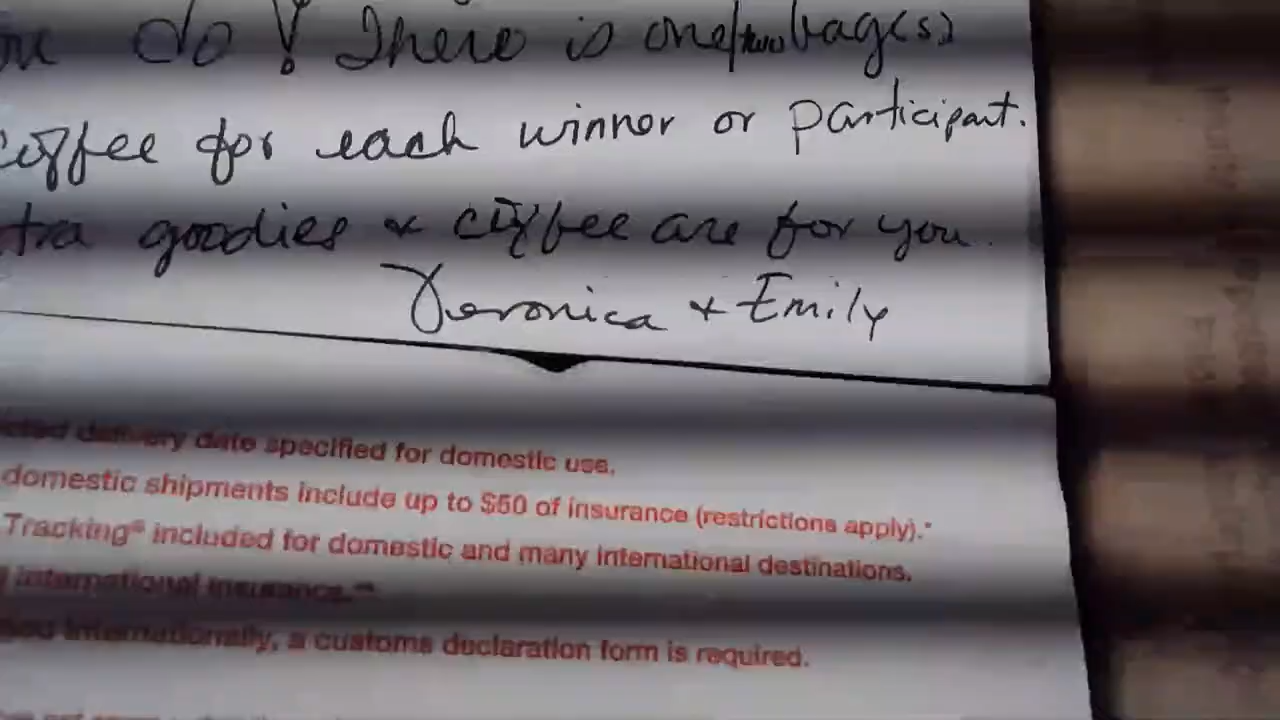 do! There is one/two bag(s)
coffee for each winner or participant.
tra goodies & coffee are for you.
Veronica & Emily
cted delivery date specified for domestic use.
domestic shipments include up to $50 of insurance (restrictions apply).*
Tracking® included for domestic and many international destinations.
international insurance.**
internationally, a customs declaration form is required.